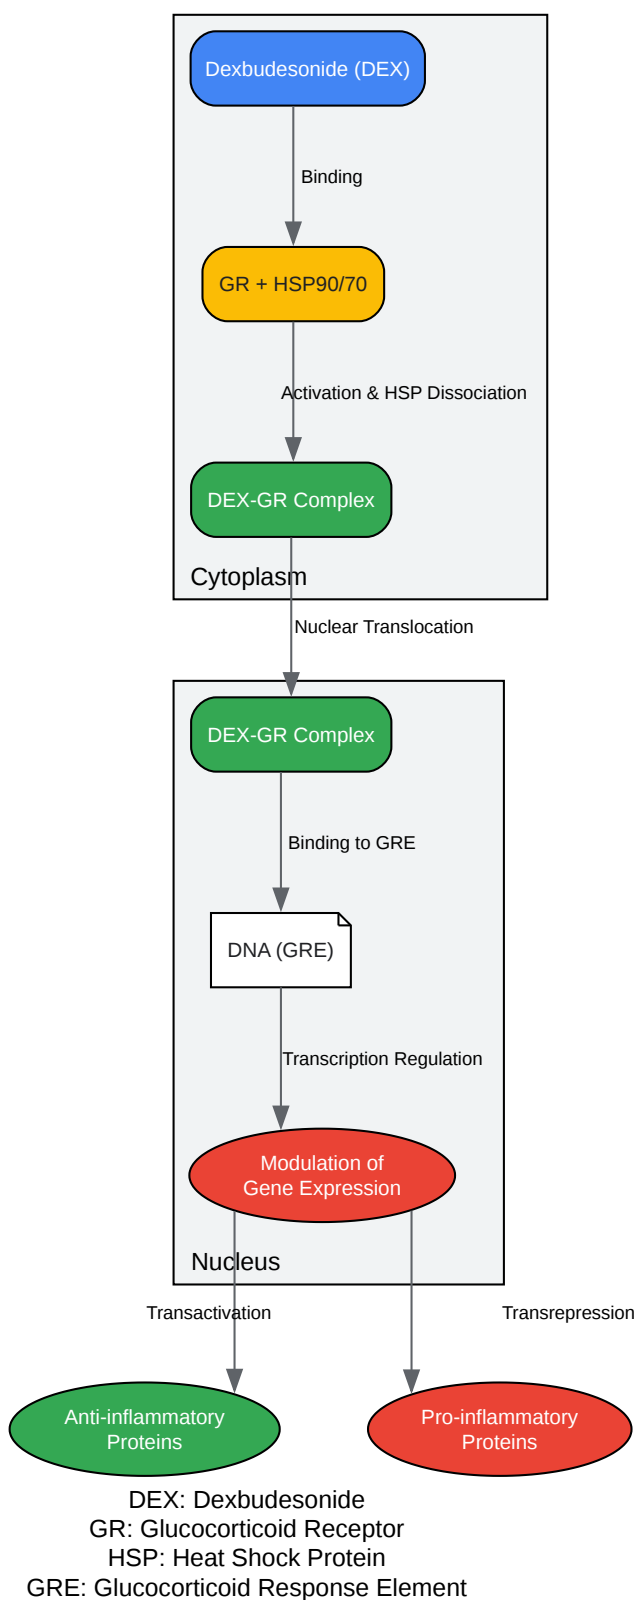 Dexbudesonide (DEX)
Binding
GR + HSP90/70
Activation & HSP Dissociation
DEX-GR Complex
Cytoplasm
Nuclear Translocation
DEX-GR Complex
Binding to GRE
DNA (GRE)
Transcription Regulation
Modulation of
Gene Expression
Nucleus
Transactivation
Transrepression
Anti-inflammatory
Proteins
Pro-inflammatory
Proteins
DEX: Dexbudesonide
GR: Glucocorticoid Receptor
HSP: Heat Shock Protein
GRE: Glucocorticoid Response Element